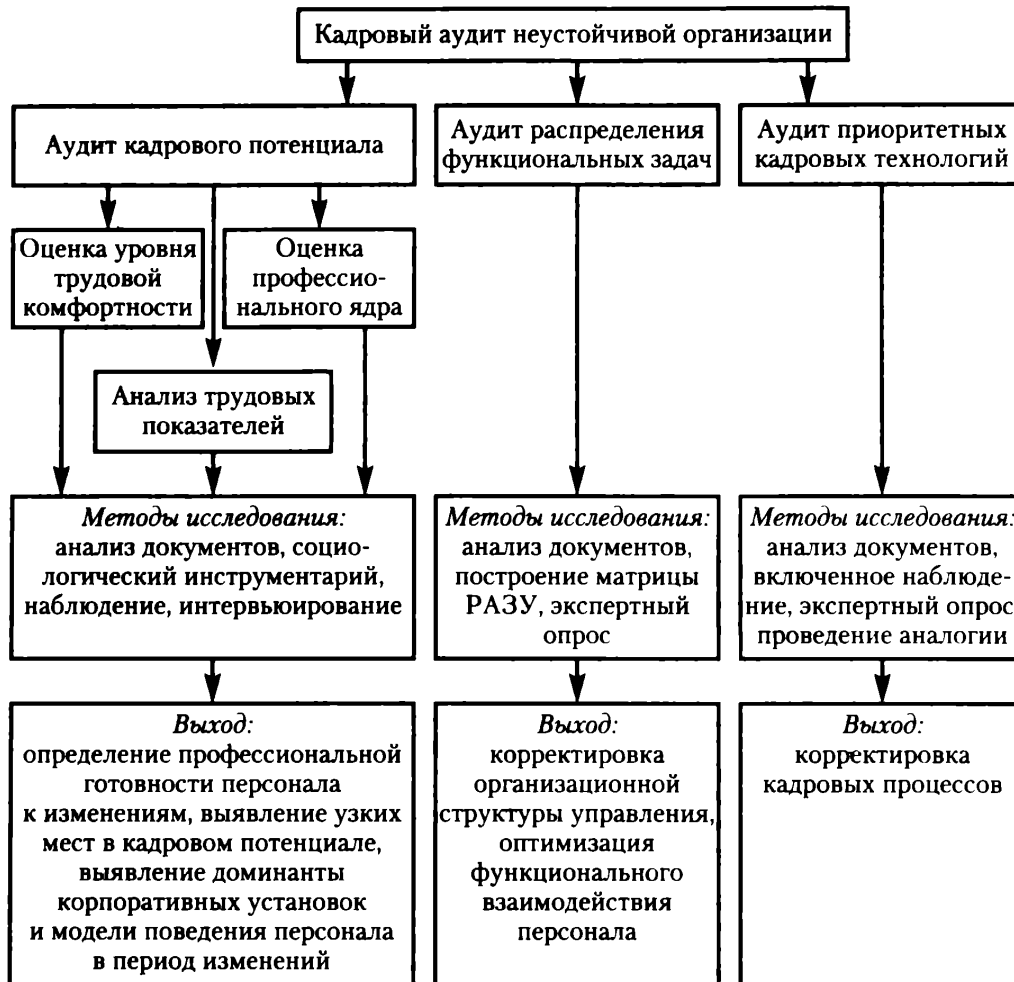 Кадровый аудит неустойчивой организации
Аудит кадрового потенциала
Аудит распределения
функциональных задач
Аудит приоритетных
кадровых технологий
Оценка уровня
трудовой
комфортности
Оценка
профессио-
нального ядра
Анализ трудовых
показателей
Методы исследования:
анализ документов, социо-
логический инструментарий,
наблюдение, интервьюирование
Методы исследования:
анализ документов,
построение матрицы
РАЗУ, экспертный
опрос
Методы исследования:
анализ документов,
включенное наблюде-
ние, экспертный опрос
проведение аналогии
Выход:
определение профессиональной
готовности персонала
к изменениям, выявление узких
мест в кадровом потенциале,
выявление доминанты
корпоративных установок
и модели поведения персонала
в период изменений
Выход:
корректировка
организационной
структуры управления,
оптимизация
функционального
взаимодействия
персонала
Выход:
корректировка
кадровых процессов